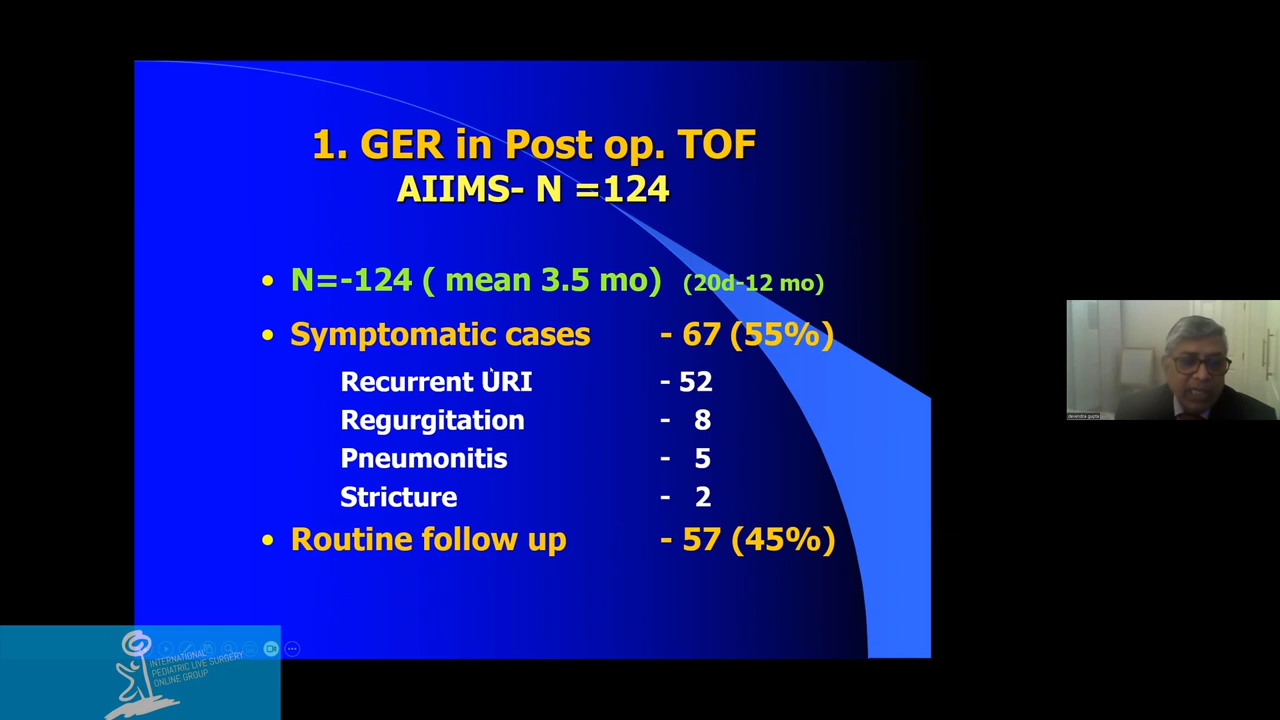 1. GER in Post op. TOF
AIIMS- N =124
• N=-124 ( mean 3.5 mo) (20d-12 mo)
• Symptomatic cases - 67 (55%)
Recurrent URI - 52
Regurgitation - 8
Pneumonitis - 5
Stricture - 2
• Routine follow up - 57 (45%)
devendra gupta
INTERNATIONAL
PEDIATRIC LIVE SURGERY
ONLINE GROUP